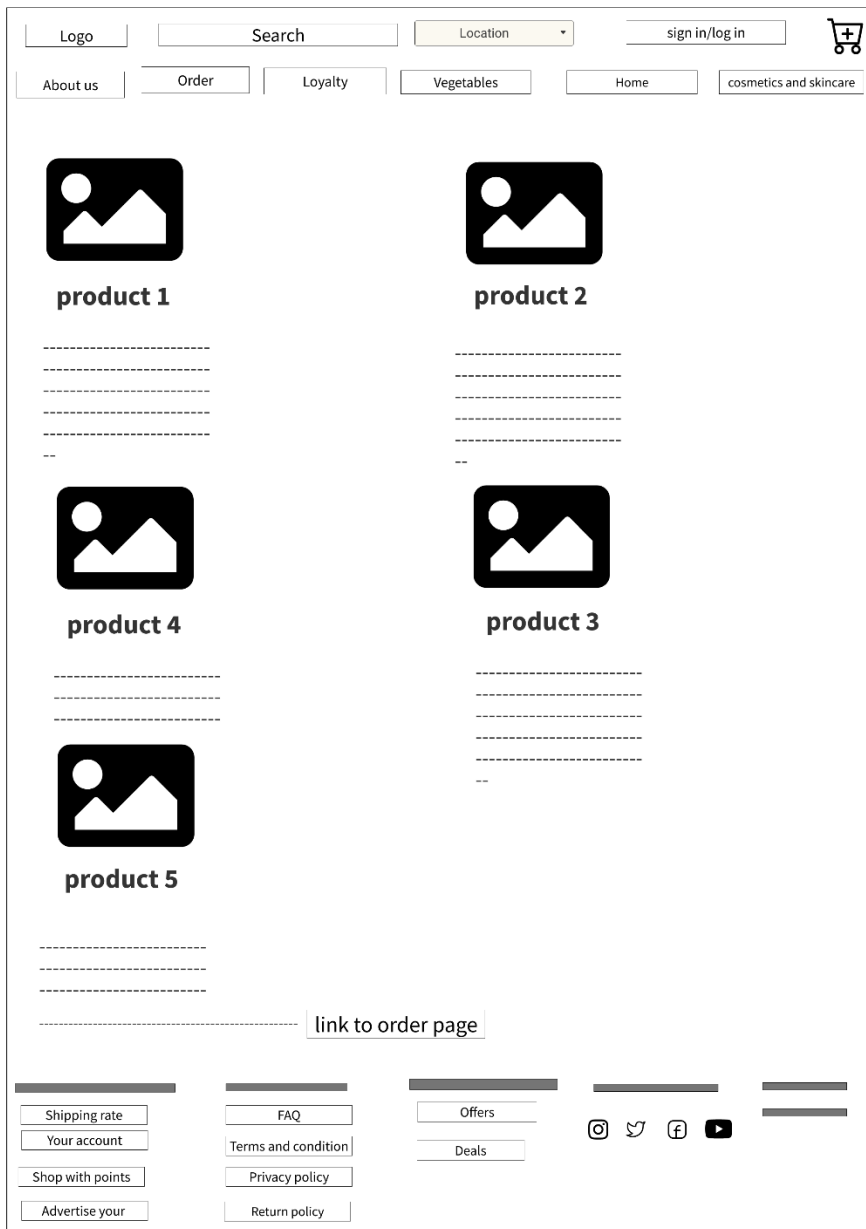 Logo
Search
Location
sign in/log in
About us
Order
Loyalty
Vegetables
Home
cosmetics and skincare
product 1
product 2
product 4
product 3
product 5
link to order page
Shipping rate
Your account
Shop with points
Advertise your
FAQ
Terms and condition
Privacy policy
Return policy
Offers
Deals